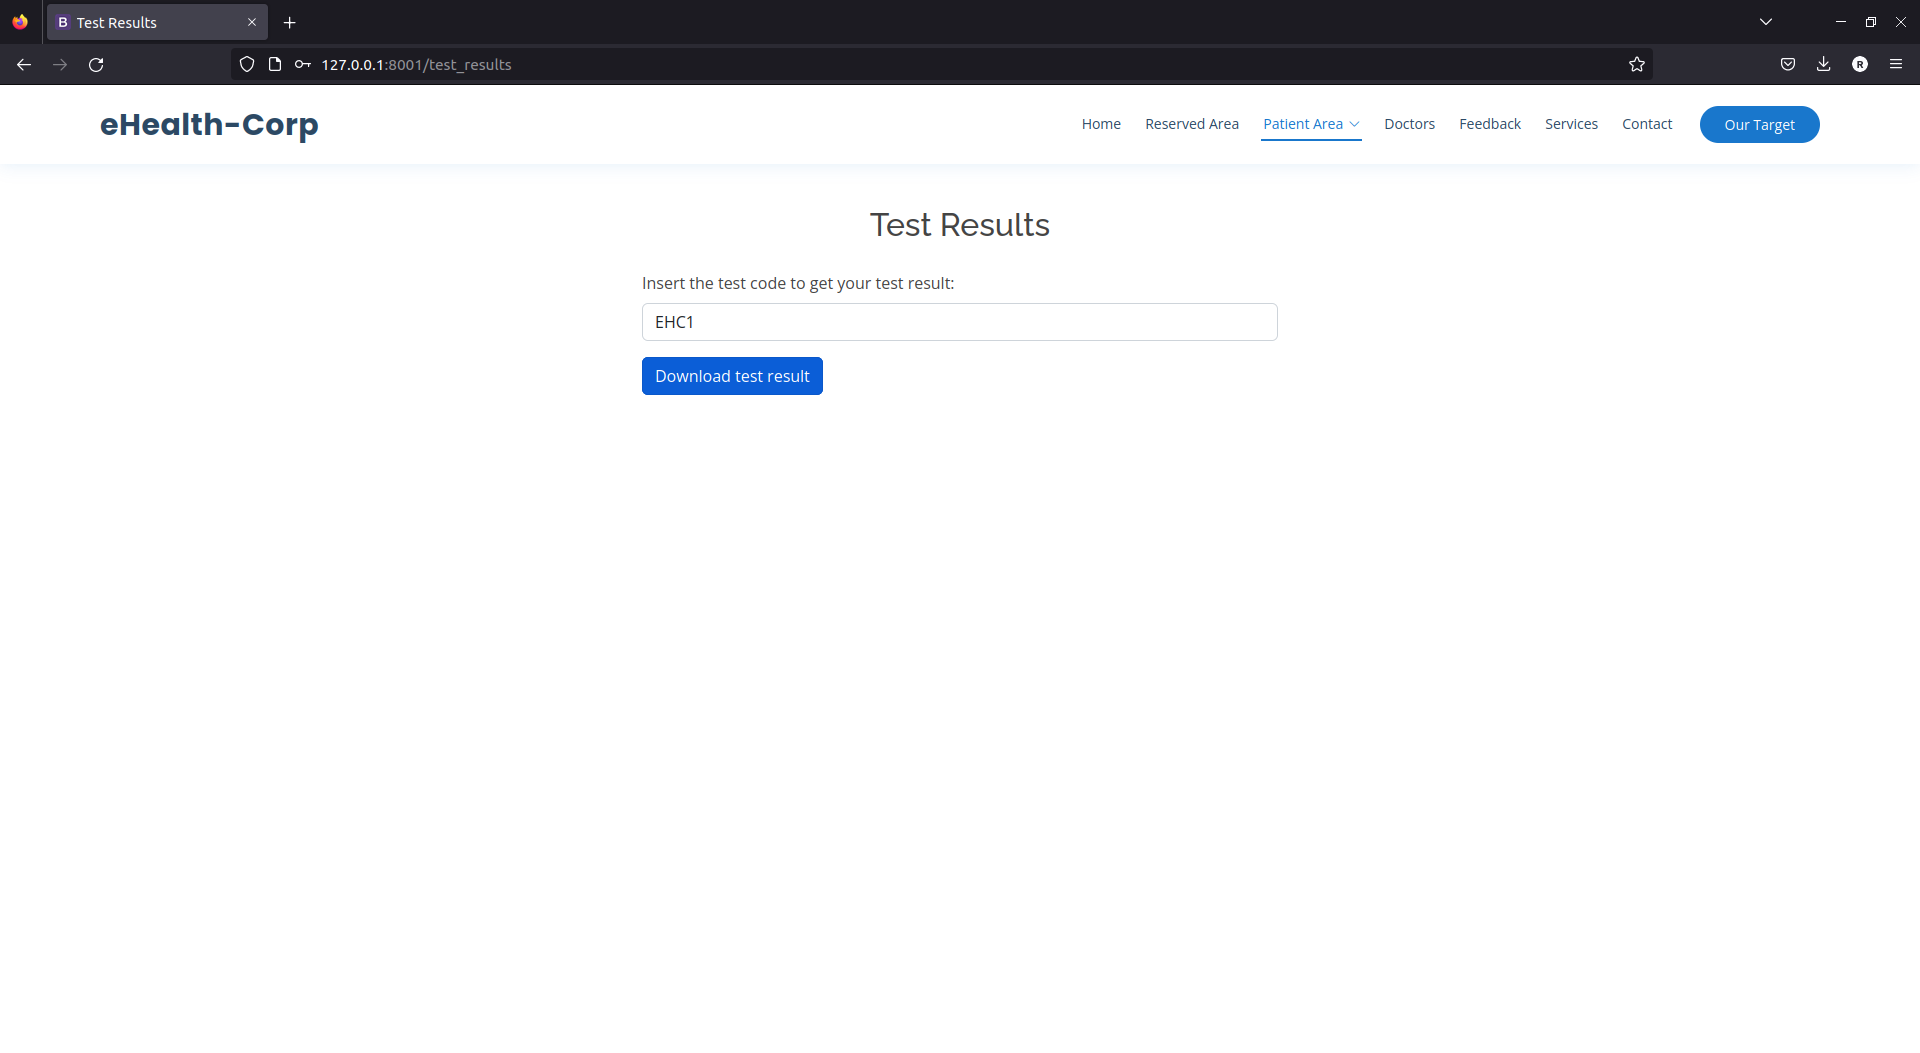 B Test Results
127.0.0.1:8001/test_results
R
eHealth-Corp
Home Reserved Area Patient Area Doctors Feedback Services Contact Our Target
Test Results
Insert the test code to get your test result:
EHC1
Download test result